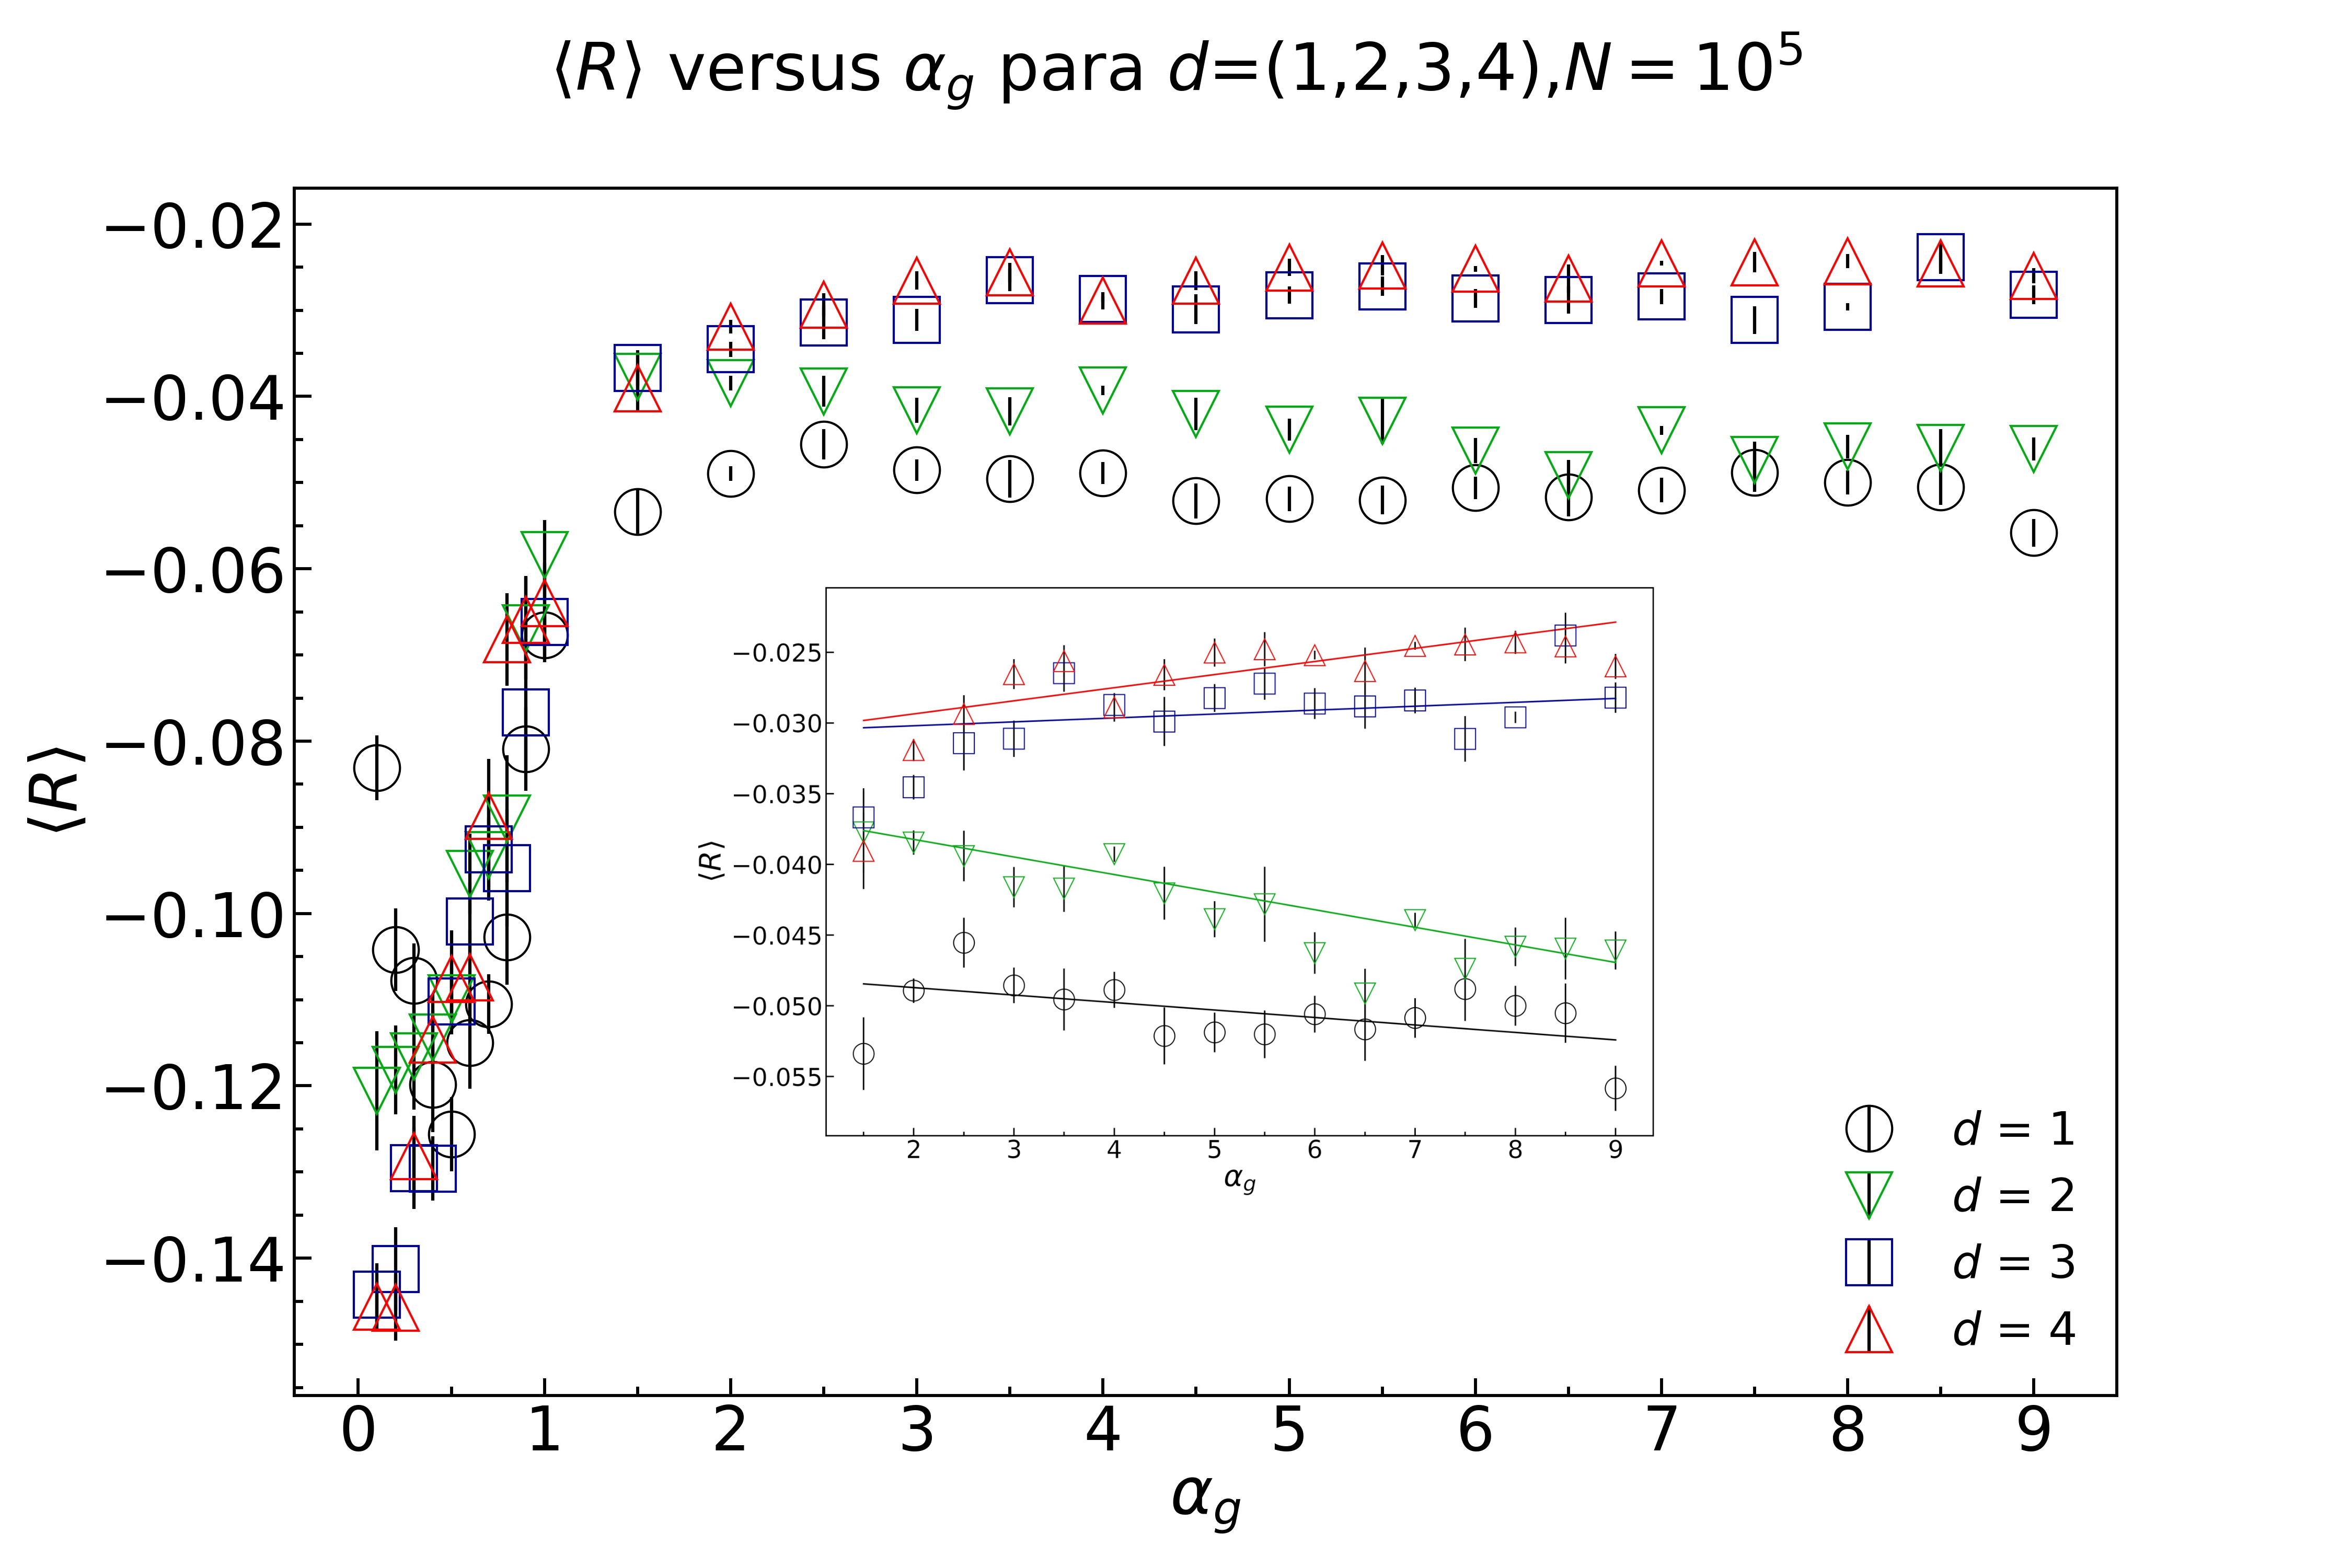 ⟨R⟩ versus α_g para d=(1,2,3,4),N = 10⁵
−0.02
−0.04
−0.06
−0.08
−0.10
−0.12
−0.14
⟨R⟩
0 1 2 3 4 5 6 7 8 9
α_g
−0.025
−0.030
−0.035
−0.040
−0.045
−0.050
−0.055
⟨R⟩
2 3 4 5 6 7 8 9
α_g
d = 1
d = 2
d = 3
d = 4